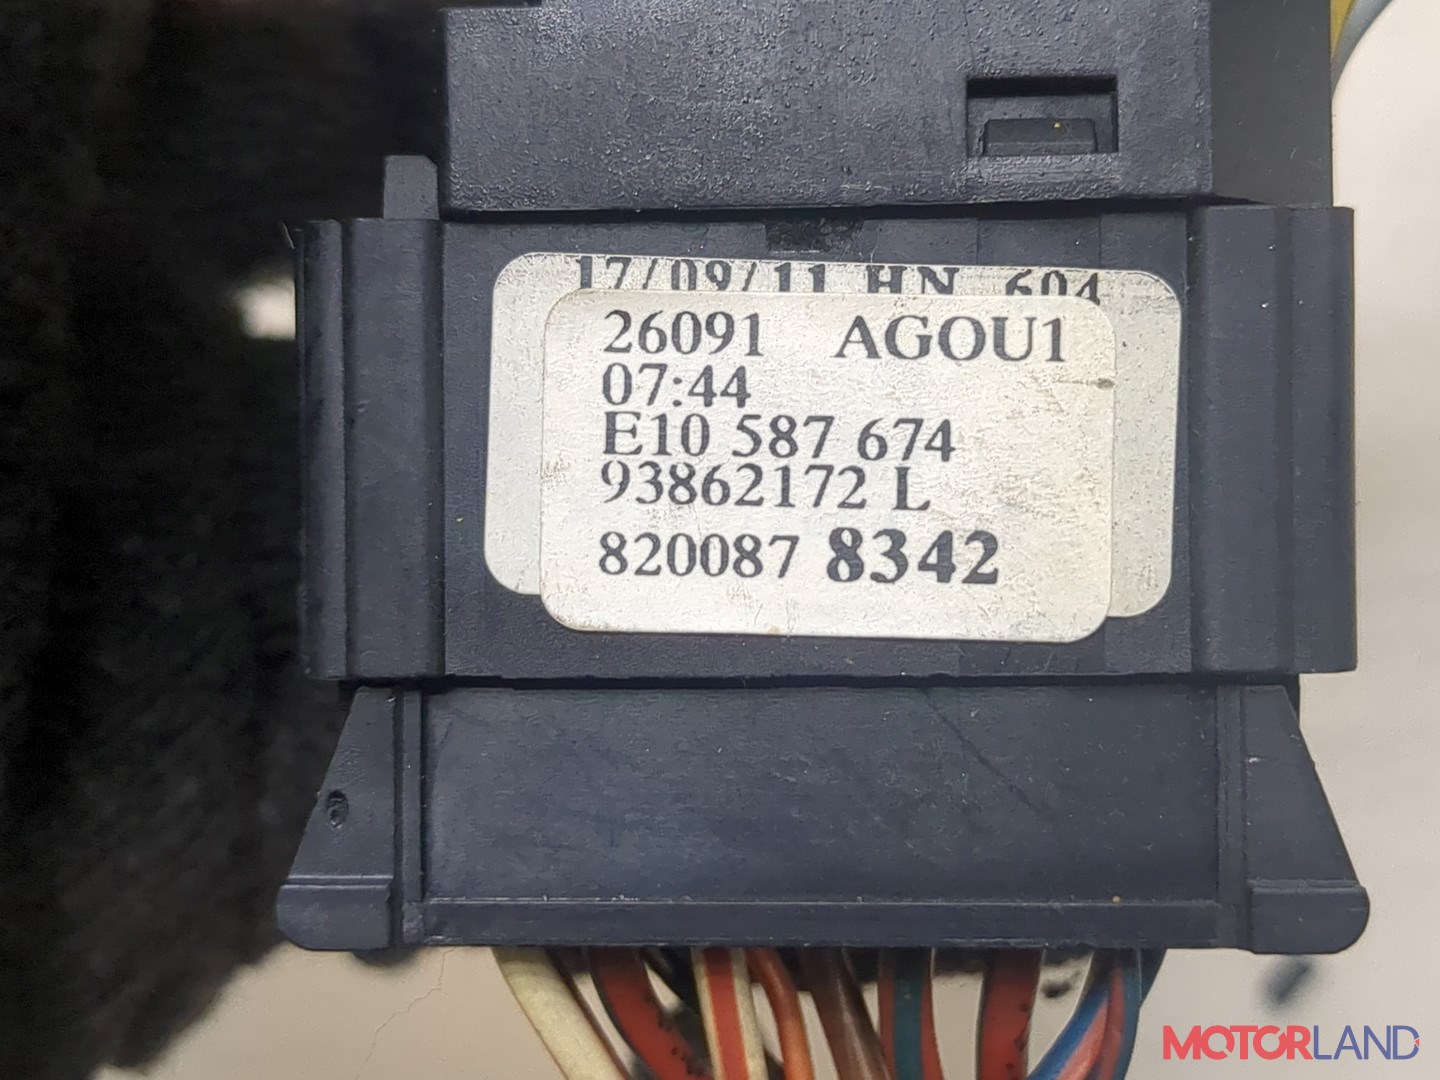 17/09/11 HN 604
26091 AGOU1
07:44
E10 587 674
93862172 L
820087 8342
MOTORLAND